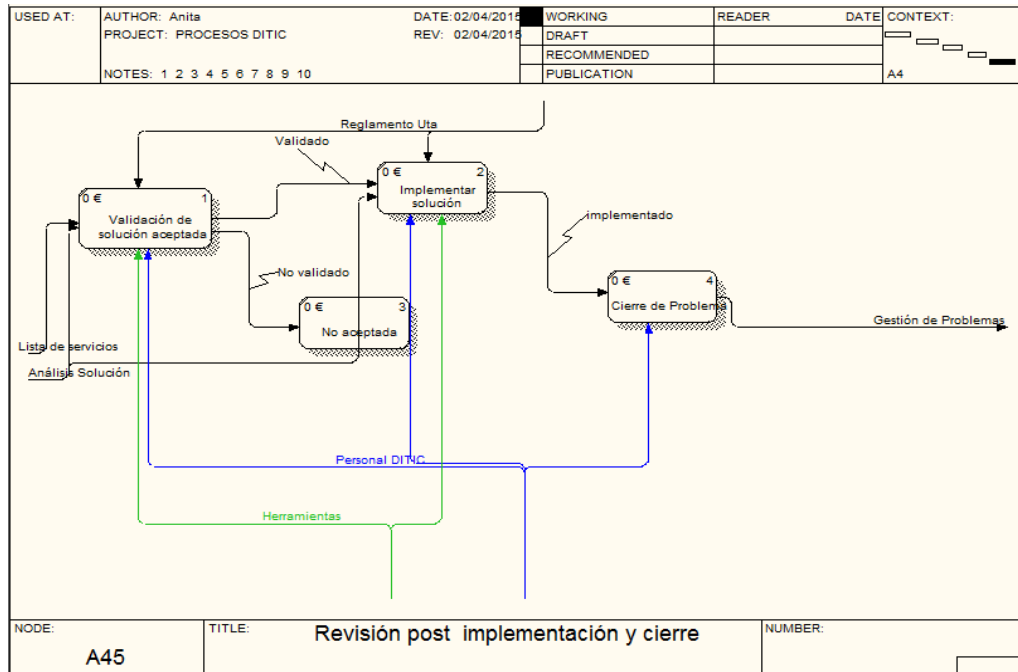 USED AT:
AUTHOR: Anita
DATE: 02/04/2015
PROJECT: PROCESOS DITIC
REV: 02/04/2015
NOTES: 1 2 3 4 5 6 7 8 9 10
WORKING
DRAFT
RECOMMENDED
PUBLICATION
READER
DATE
CONTEXT:
A4
Reglamento Uta
Validado
0 €
2
Implementar
solución
0 €
1
Validación de
solución aceptada
implementado
No validado
0 €
4
Cierre de Problema
0 €
3
No aceptada
Gestión de Problemas
Lista de servicios
Análisis Solución
Personal DITIC
Herramientas
NODE:
A45
TITLE:
Revisión post implementación y cierre
NUMBER: